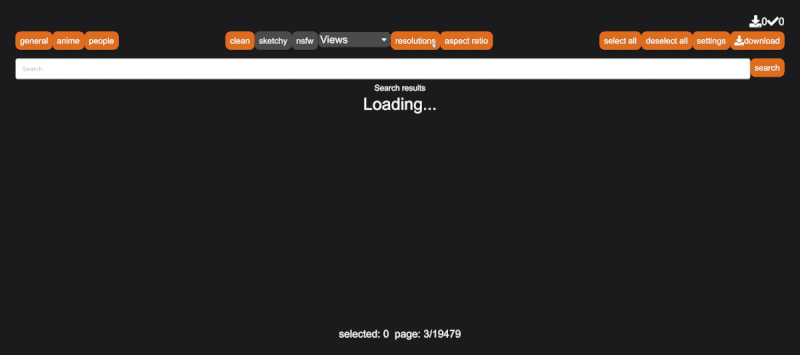 0 0
general anime people clean sketchy nsfw Views resolutions aspect ratio select all deselect all settings download
Search search
Search results
Loading...
selected: 0 page: 3/19479